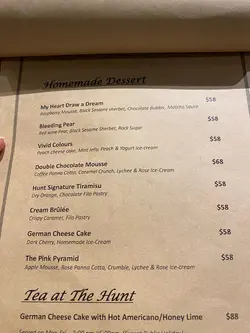 Homemade Dessert
My Heart Draw a Dream $58
Raspberry Mousse, Black Sesame Sherbet, Chocolate Bubble, Matcha Sauce
Bleeding Pear $58
Red wine Pear, Black Sesame Sherbet, Rock Sugar
Vivid Colours $58
Peach cheese cake, Mint Jelly, Peach & Yogurt Ice-cream
Double Chocolate Mousse $68
Coffee Panna Cotta, Caramel Crunch, Lychee & Rose Ice-Cream
Hunt Signature Tiramisu $58
Dry Orange, Chocolate Filo Pastry
Cream Brûlée $58
Crispy Caramel, Filo Pastry
German Cheese Cake $58
Dark Cherry, Homemade Ice-Cream
The Pink Pyramid $58
Apple Mousse, Rose Panna Cotta, Crumble, Lychee & Rose Ice-Cream
Tea at The Hunt
German Cheese Cake with Hot Americano/Honey Lime $88